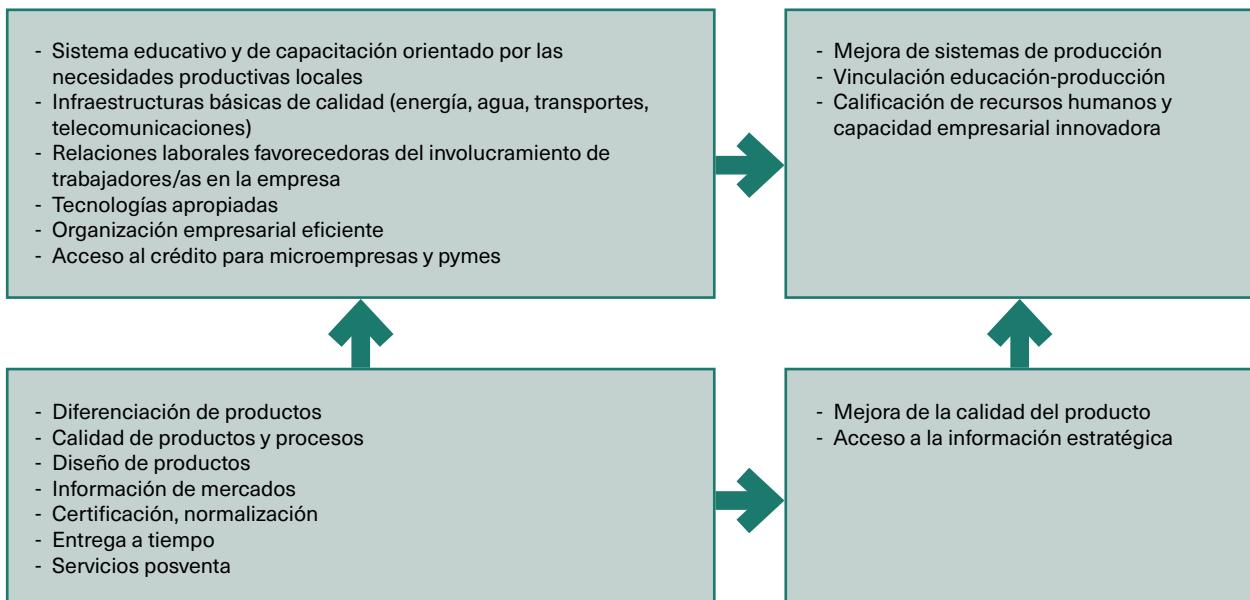 - Sistema educativo y de capacitación orientado por las
necesidades productivas locales
- Infraestructuras básicas de calidad (energía, agua, transportes,
telecomunicaciones)
- Relaciones laborales favorecedoras del involucramiento de
trabajadores/as en la empresa
- Tecnologías apropiadas
- Organización empresarial eficiente
- Acceso al crédito para microempresas y pymes
- Mejora de sistemas de producción
- Vinculación educación-producción
- Calificación de recursos humanos y
capacidad empresarial innovadora
- Diferenciación de productos
- Calidad de productos y procesos
- Diseño de productos
- Información de mercados
- Certificación, normalización
- Entrega a tiempo
- Servicios posventa
- Mejora de la calidad del producto
- Acceso a la información estratégica